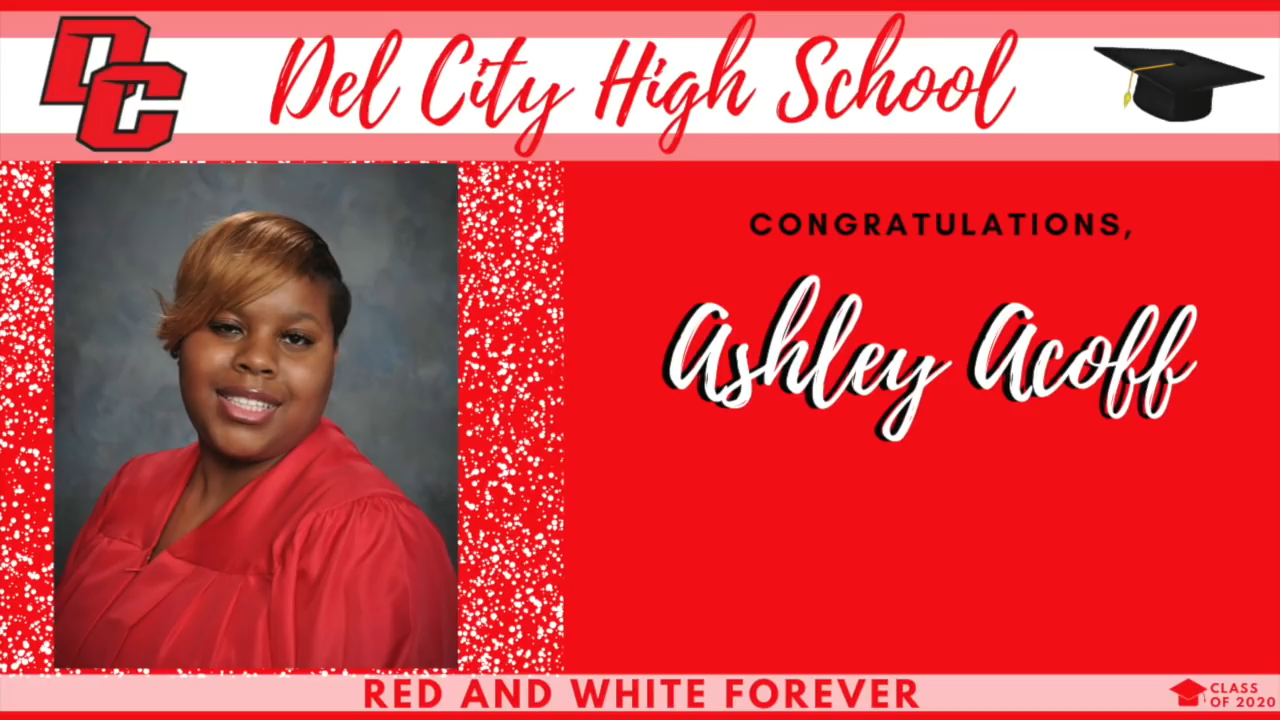 DC
Del City High School
CONGRATULATIONS,
Ashley Acoff
RED AND WHITE FOREVER
CLASS
OF 2020